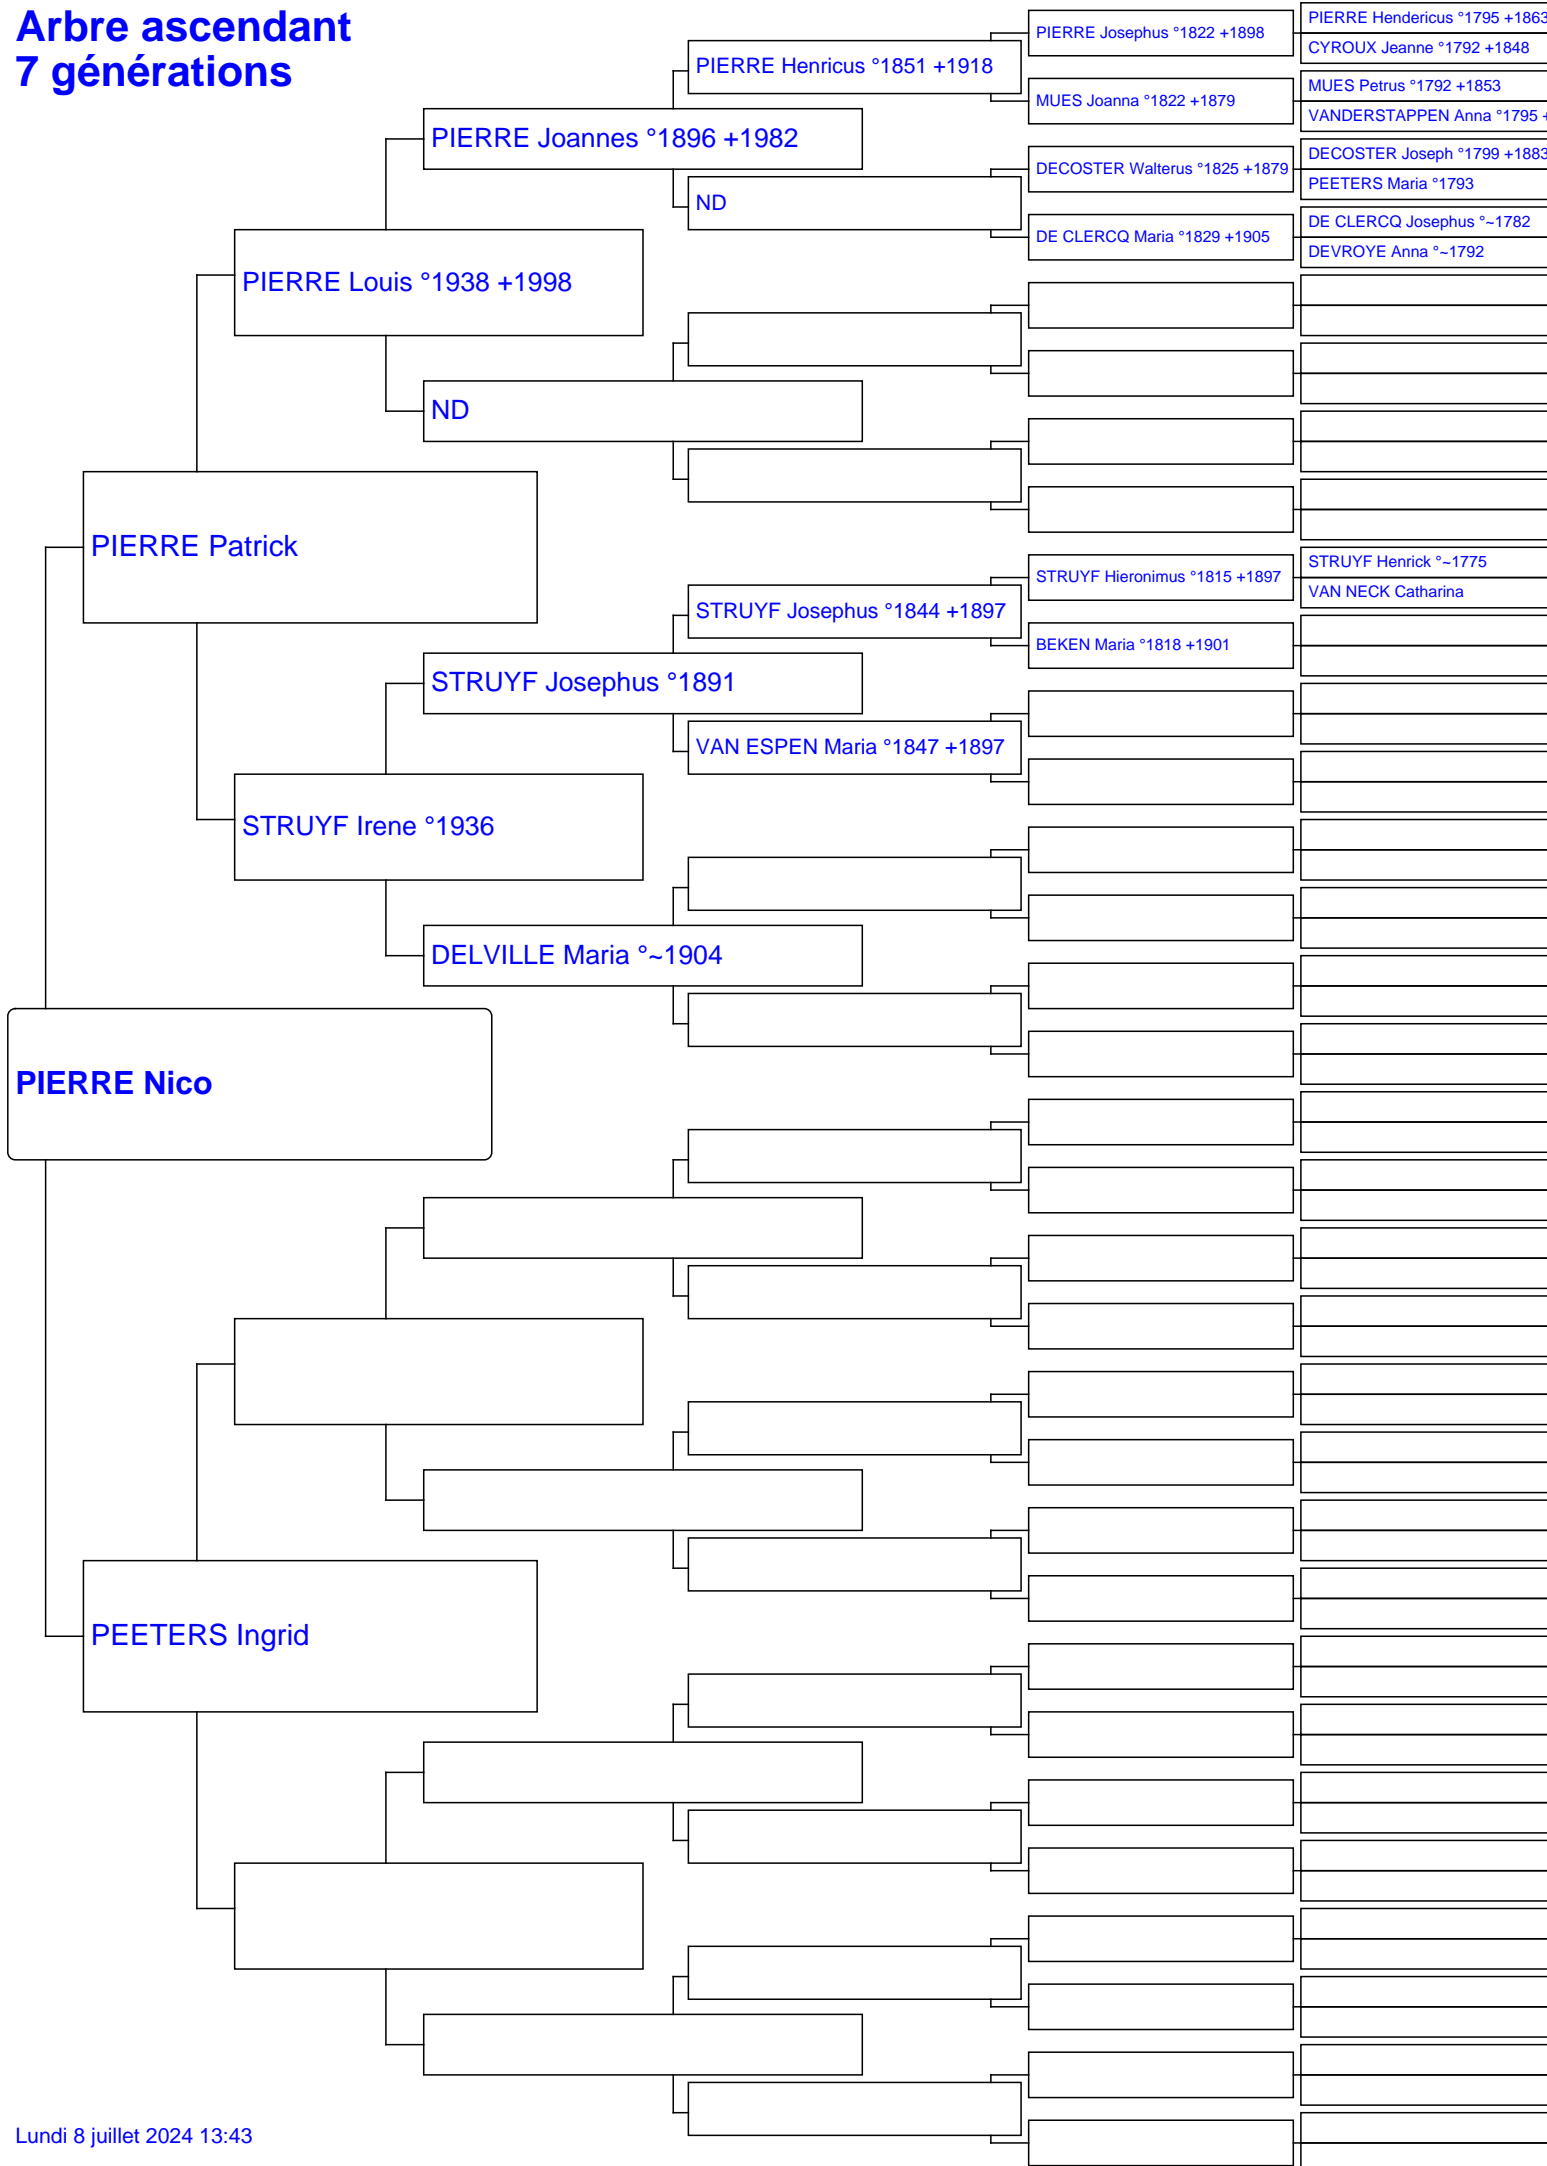 Arbre ascendant
7 générations
PIERRE Hendericus °1795 +1863
PIERRE Josephus °1822 +1898
CYROUX Jeanne °1792 +1848
PIERRE Henricus °1851 +1918
MUES Petrus °1792 +1853
MUES Joanna °1822 +1879
VANDERSTAPPEN Anna °1795 +
PIERRE Joannes °1896 +1982
DECOSTER Joseph °1799 +1883
DECOSTER Walterus °1825 +1879
PEETERS Maria °1793
ND
DE CLERCQ Josephus °~1782
DE CLERCQ Maria °1829 +1905
DEVROYE Anna °~1792
PIERRE Louis °1938 +1998
ND
PIERRE Patrick
STRUYF Henrick °~1775
STRUYF Hieronimus °1815 +1897
VAN NECK Catharina
STRUYF Josephus °1844 +1897
BEKEN Maria °1818 +1901
STRUYF Josephus °1891
VAN ESPEN Maria °1847 +1897
STRUYF Irene °1936
DELVILLE Maria °~1904
PIERRE Nico
PEETERS Ingrid
Lundi 8 juillet 2024 13:43